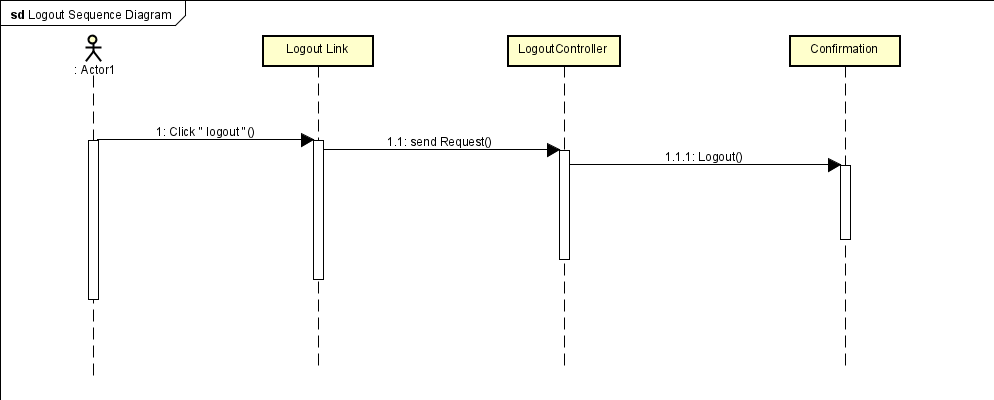 sd Logout Sequence Diagram
: Actor1
Logout Link
LogoutController
Confirmation
1: Click " logout "()
1.1: send Request()
1.1.1: Logout()